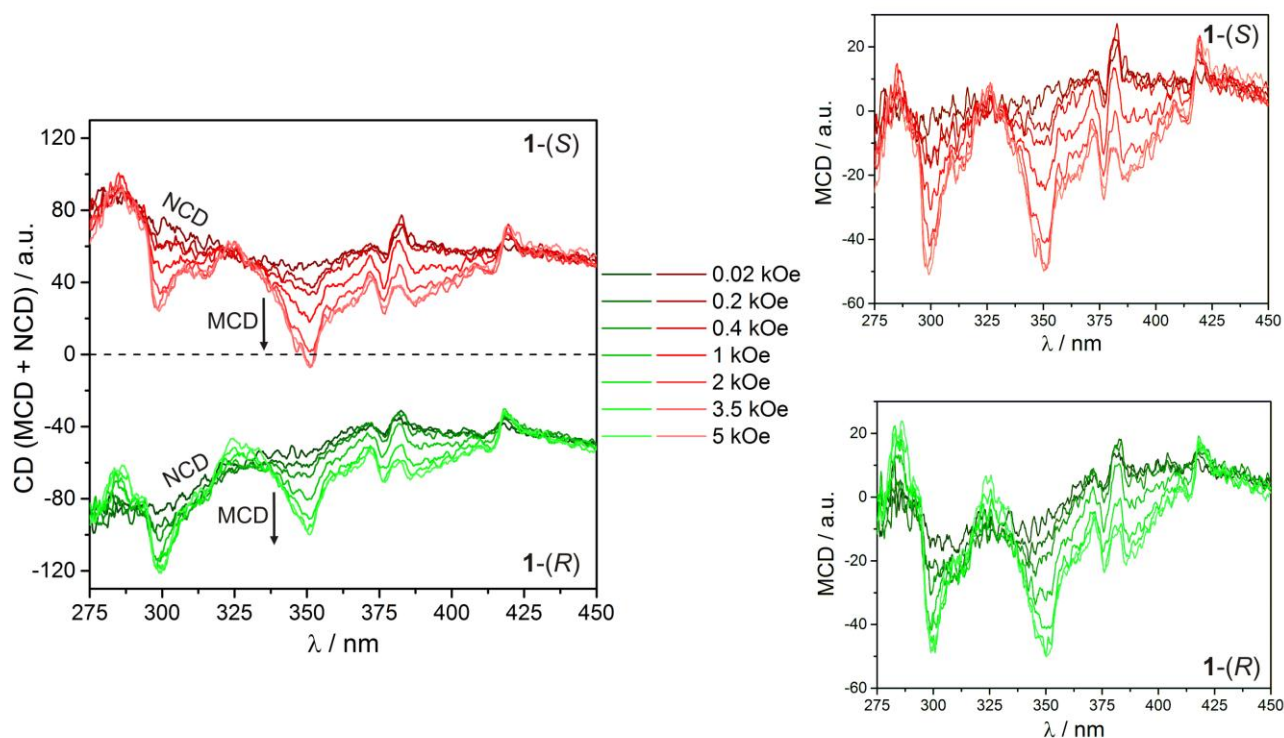 CD (MCD + NCD) / a.u.
120
80
40
0
-40
-80
-120
1-(S)
NCD
MCD
NCD
MCD
1-(R)
275 300 325 350 375 400 425 450
λ / nm
0.02 kOe
0.2 kOe
0.4 kOe
1 kOe
2 kOe
3.5 kOe
5 kOe
MCD / a.u.
20
0
-20
-40
-60
1-(S)
275 300 325 350 375 400 425 450
λ / nm
MCD / a.u.
20
0
-20
-40
-60
1-(R)
275 300 325 350 375 400 425 450
λ / nm